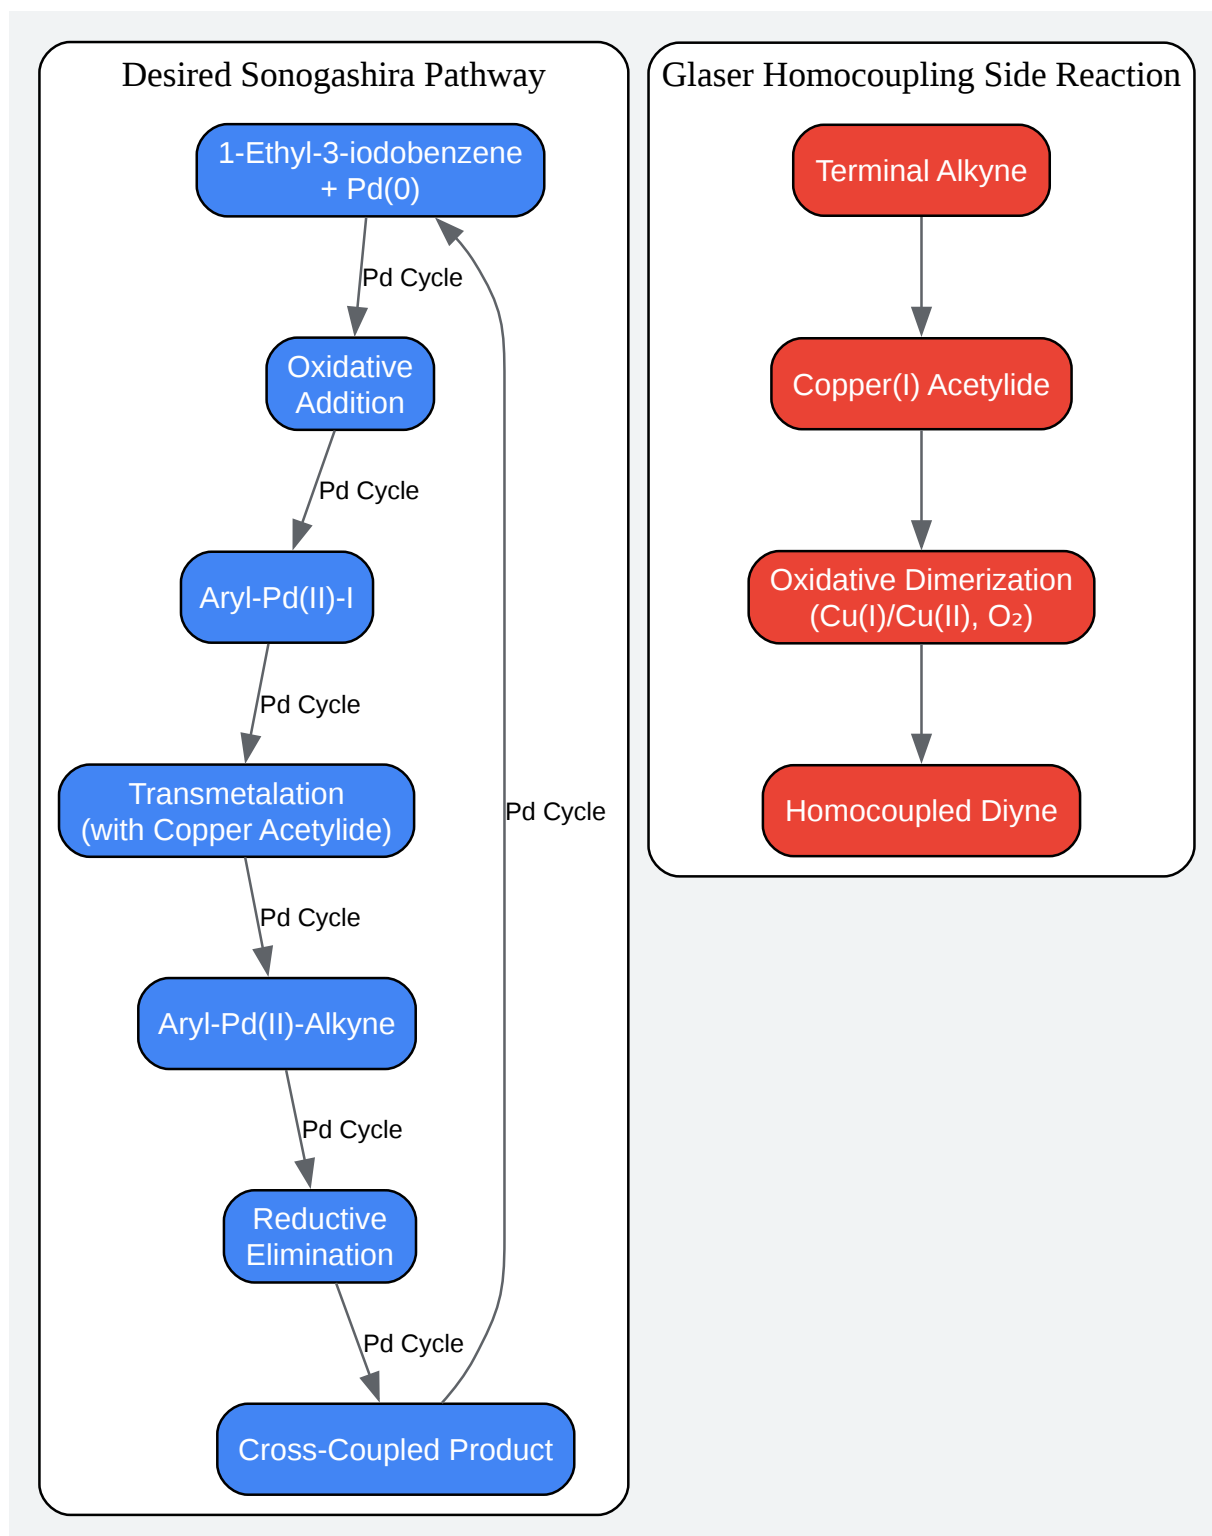 Desired Sonogashira Pathway
1-Ethyl-3-iodobenzene
+ Pd(0)
Pd Cycle
Oxidative
Addition
Pd Cycle
Aryl-Pd(II)-I
Pd Cycle
Transmetalation
(with Copper Acetylide)
Pd Cycle
Pd Cycle
Aryl-Pd(II)-Alkyne
Pd Cycle
Reductive
Elimination
Pd Cycle
Cross-Coupled Product
Glaser Homocoupling Side Reaction
Terminal Alkyne
Copper(I) Acetylide
Oxidative Dimerization
(Cu(I)/Cu(II), O₂)
Homocoupled Diyne